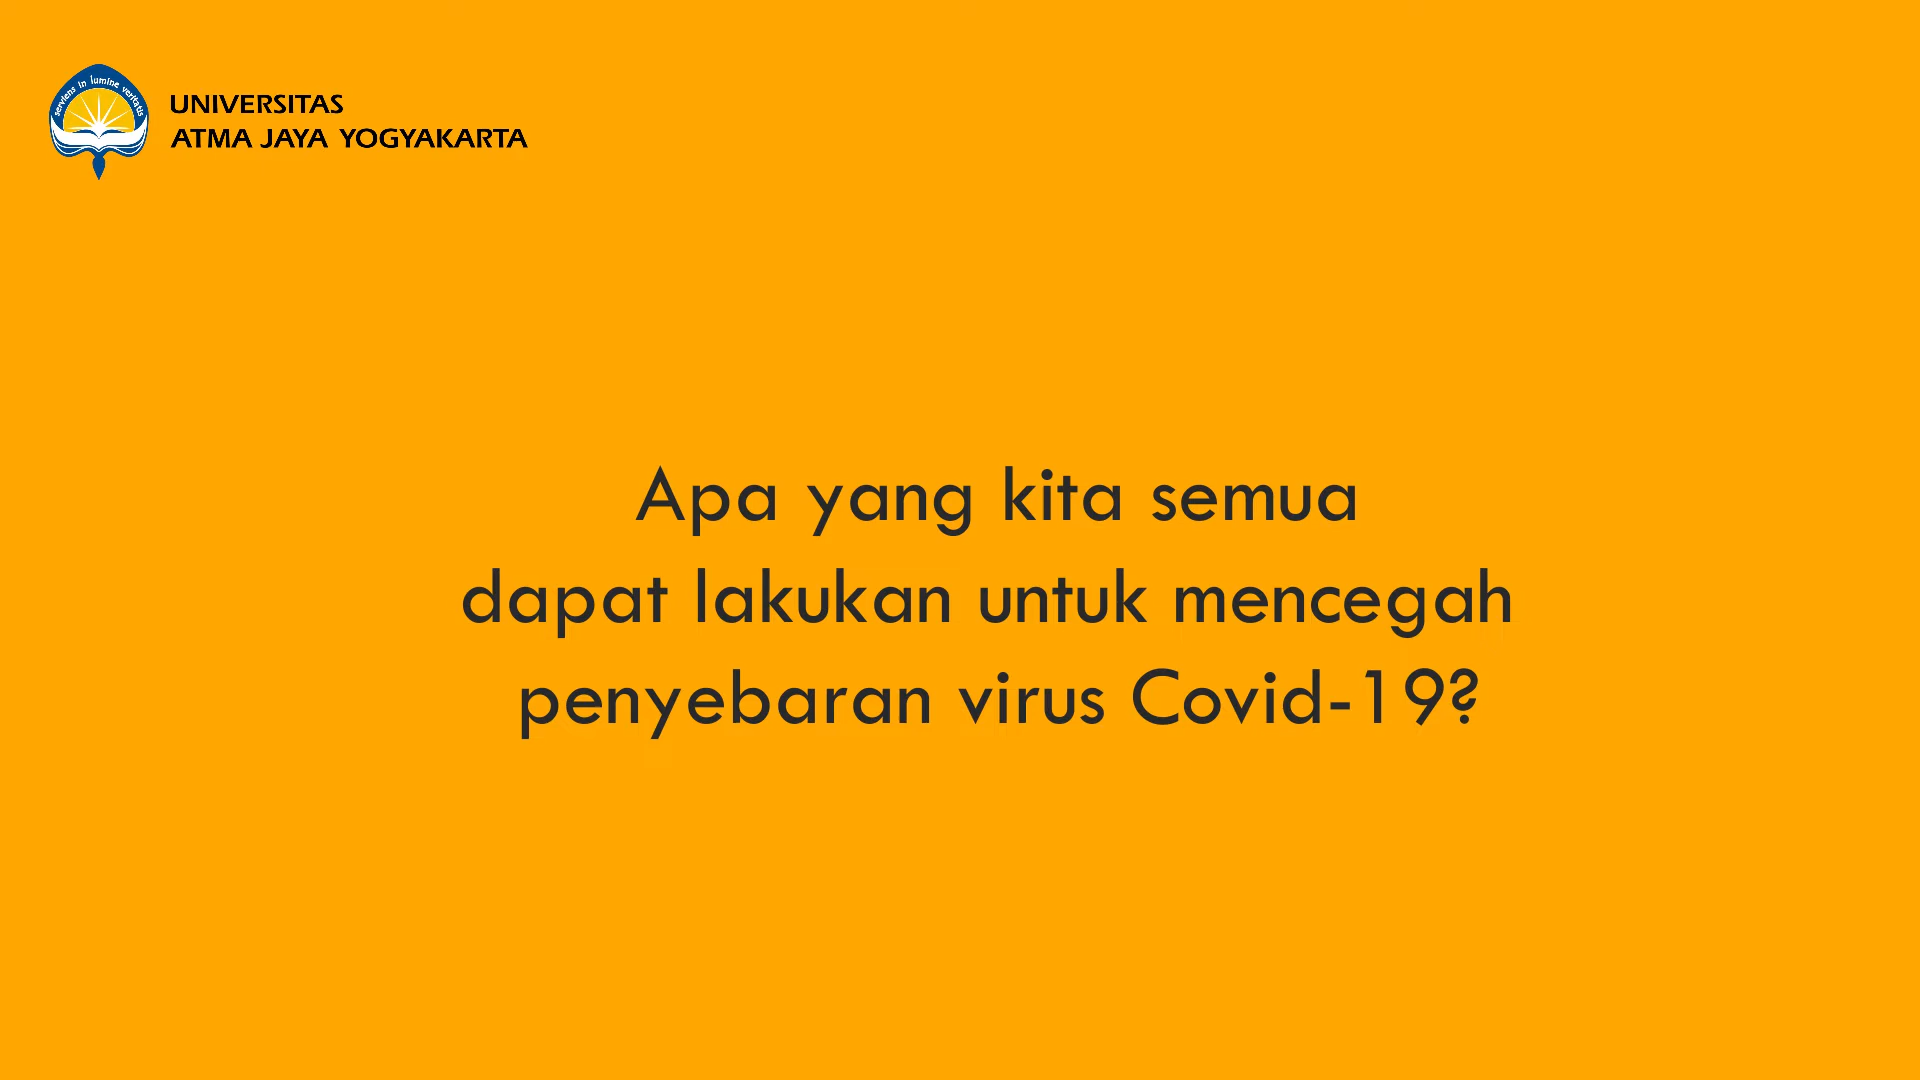 serviens in lumine veritatis
UNIVERSITAS
ATMA JAYA YOGYAKARTA
Apa yang kita semua
dapat lakukan untuk mencegah
penyebaran virus Covid-19?